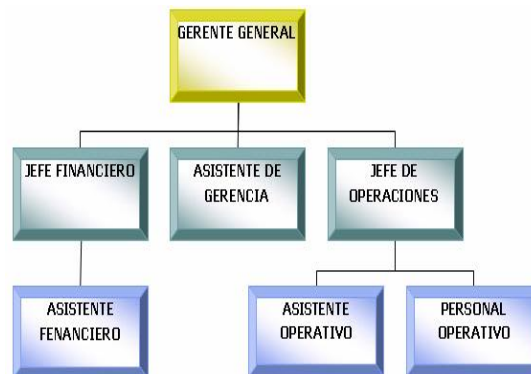 GERENTE GENERAL
JEFE FINANCIERO
ASISTENTE DE
GERENCIA
JEFE DE
OPERACIONES
ASISTENTE
FENANCIERO
ASISTENTE
OPERATIVO
PERSONAL
OPERATIVO